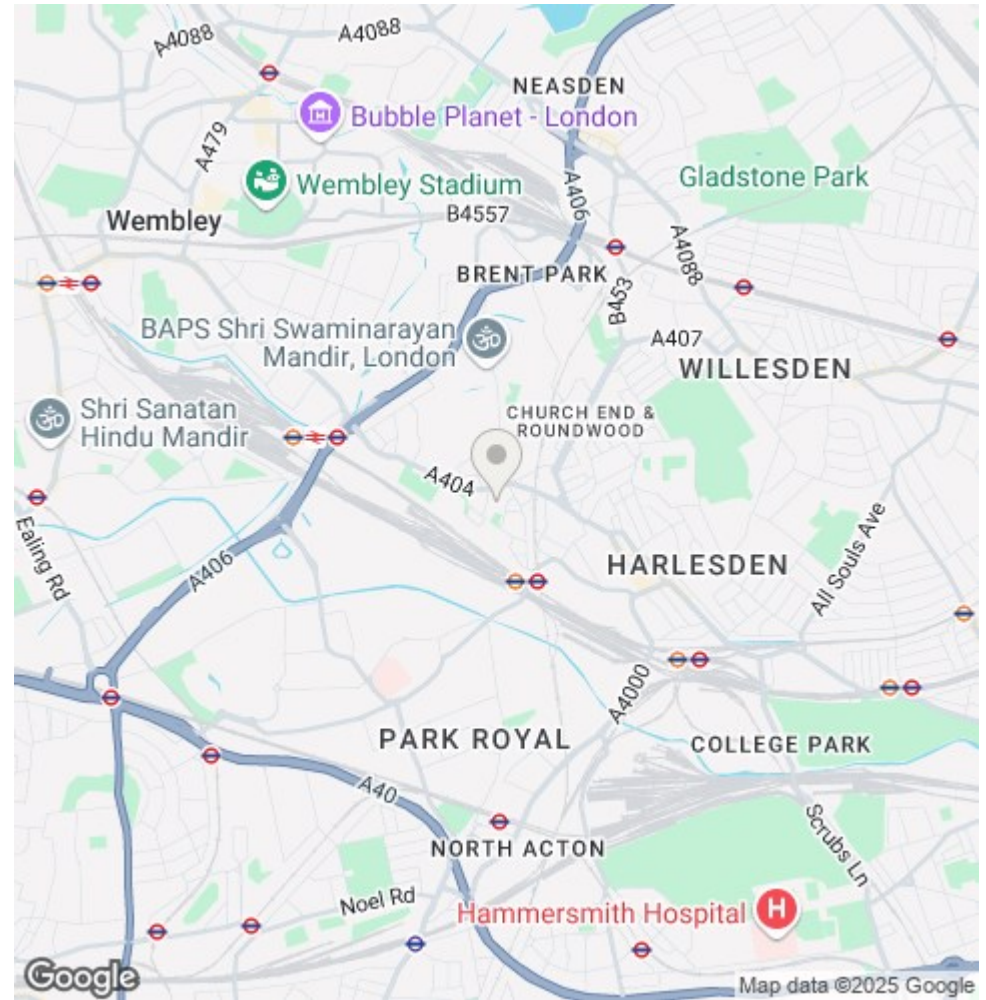 A4088
A4088
NEASDEN
Bubble Planet - London
A479
Gladstone Park
Wembley Stadium
A406
B4557
Wembley
A4088
BRENT PARK
B453
BAPS Shri Swaminarayan
Mandir, London
A407
WILLESDEN
Shri Sanatan
Hindu Mandir
CHURCH END &
ROUNDWOOD
A404
Ealing Rd
A406
HARLESDEN
All Souls Ave
A4000
PARK ROYAL
COLLEGE PARK
A40
NORTH ACTON
Scrubs Ln
Noel Rd
Hammersmith Hospital
H
Google
Map data ©2025 Google